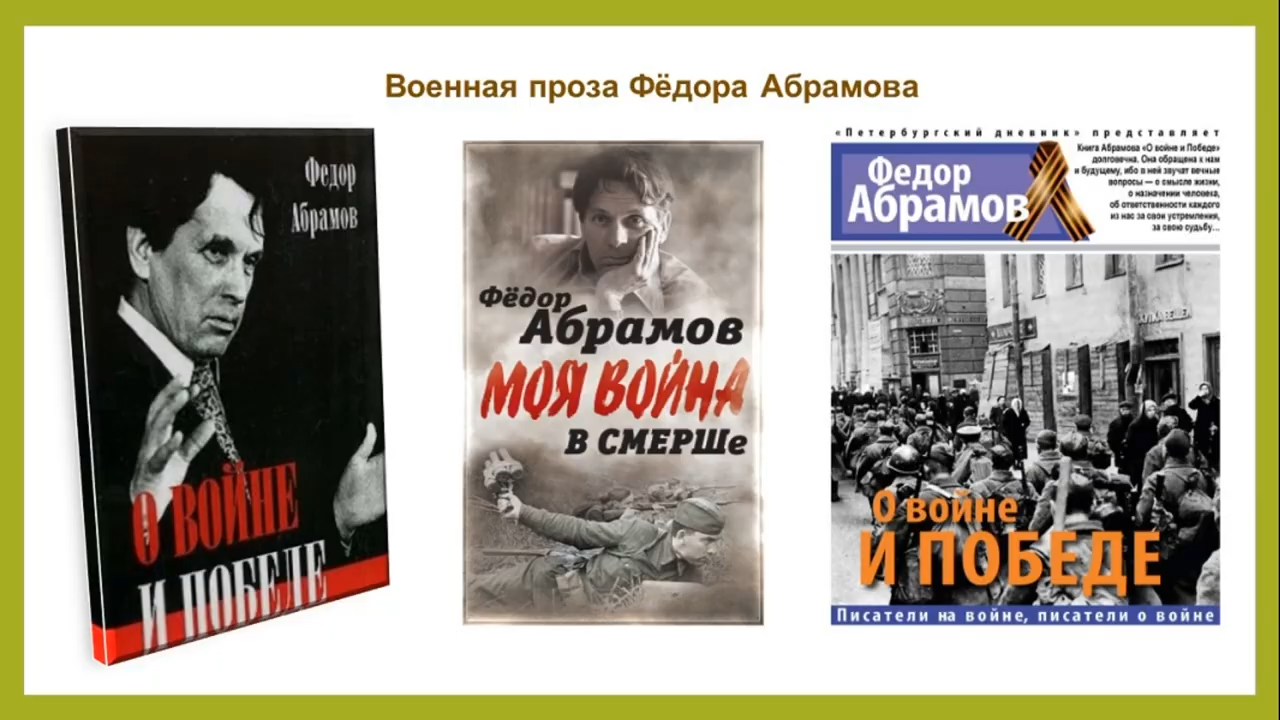 Военная проза Фёдора Абрамова
Федор
Абрамов
О ВОЙНЕ
И ПОБЕДЕ
Фёдор
Абрамов
МОЯ ВОЙНА
В СМЕРШе
«Петербургский дневник» представляет
Федор
Абрамов
Книга Абрамова «О войне и Победе»
долговечна. Она обращена к нам
и будущему, ибо в ней звучат вечные
вопросы — о смысле жизни,
о назначении человека,
об ответственности каждого
из нас за свои устремления,
за свою судьбу...
О войне
И ПОБЕДЕ
Писатели на войне, писатели о войне